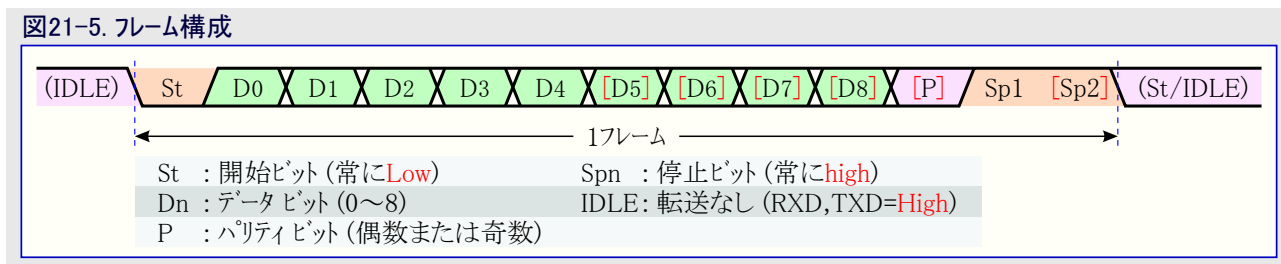 図21-5. フレーム構成
(IDLE) St D0 D1 D2 D3 D4 [D5] [D6] [D7] [D8] [P] Sp1 [Sp2] (St/IDLE)
1フレーム
St : 開始ビット (常にLow) Spn : 停止ビット (常にhigh)
Dn : データ ビット (0～8) IDLE : 転送なし (RXD,TXD=High)
P : パリティ ビット (偶数または奇数)